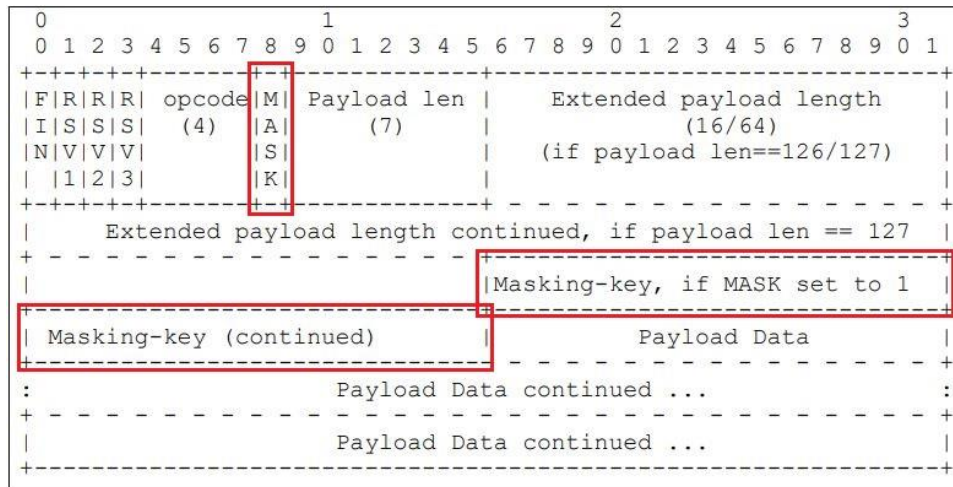 0                   1                   2                   3
0 1 2 3 4 5 6 7 8 9 0 1 2 3 4 5 6 7 8 9 0 1 2 3 4 5 6 7 8 9 0 1
+-+-+-+-+-------+-+-------------+-------------------------------+
|F|R|R|R| opcode|M| Payload len |    Extended payload length    |
|I|S|S|S|  (4)  |A|     (7)     |             (16/64)           |
|N|V|V|V|       |S|             |   (if payload len==126/127)   |
| |1|2|3|       |K|             |                               |
+-+-+-+-+-------+-+-------------+ - - - - - - - - - - - - - - - +
|     Extended payload length continued, if payload len == 127  |
+ - - - - - - - - - - - - - - - +-------------------------------+
|                               |Masking-key, if MASK set to 1  |
+-------------------------------+-------------------------------+
| Masking-key (continued)       |          Payload Data         |
+-------------------------------- - - - - - - - - - - - - - - - +
:                     Payload Data continued ...                :
+ - - - - - - - - - - - - - - - - - - - - - - - - - - - - - - - +
|                     Payload Data continued ...                |
+---------------------------------------------------------------+